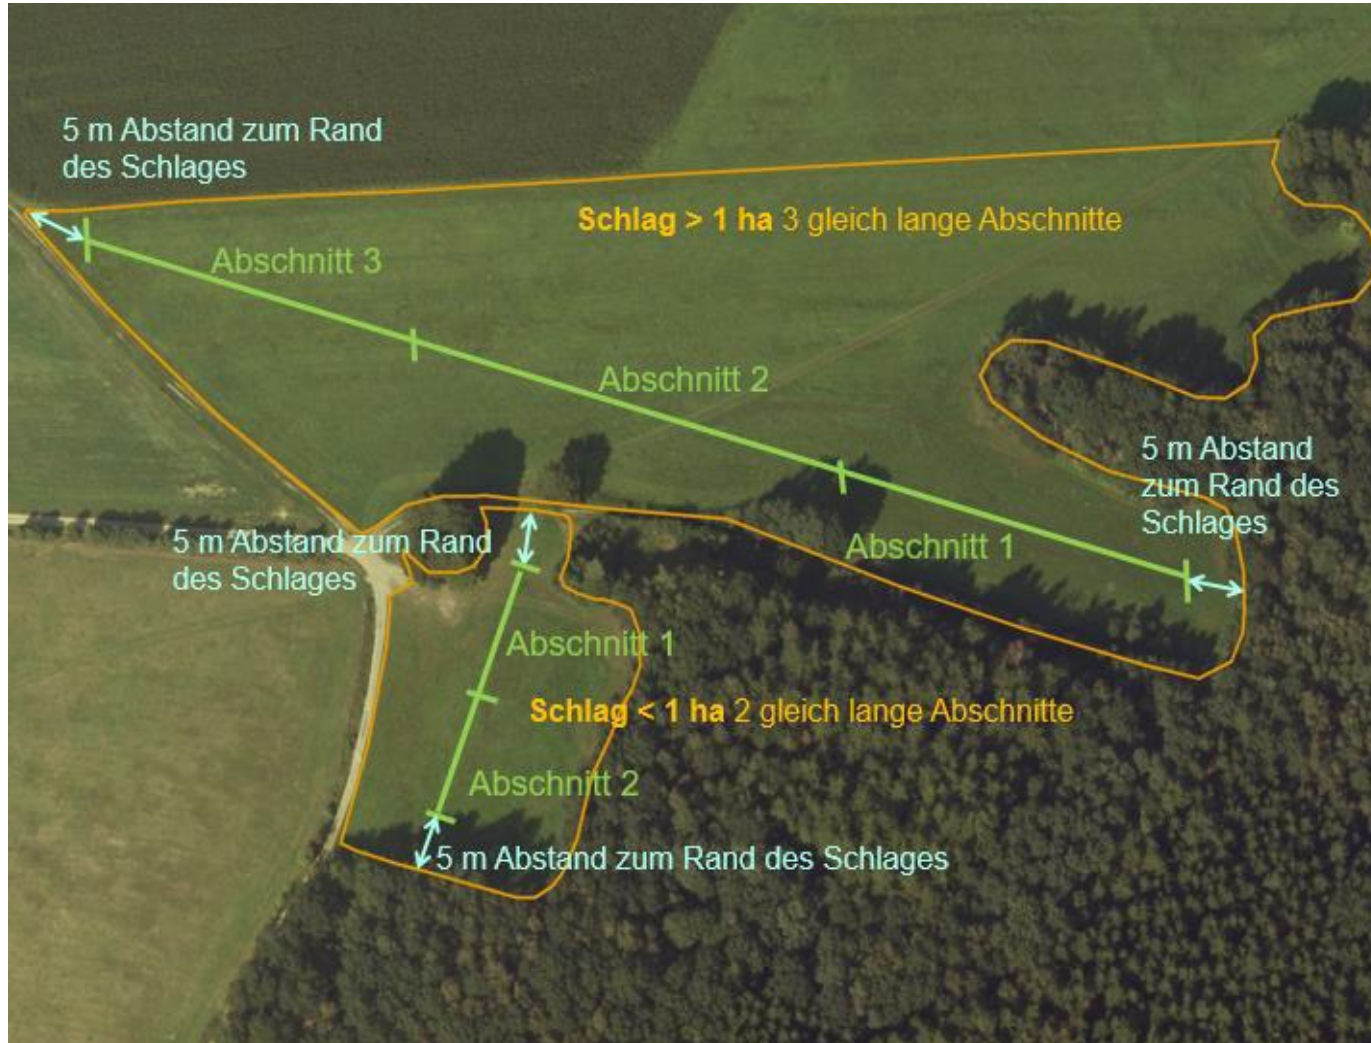 5 m Abstand zum Rand
des Schlages
Schlag > 1 ha 3 gleich lange Abschnitte
Abschnitt 3
Abschnitt 2
5 m Abstand
zum Rand des
Schlages
5 m Abstand zum Rand
des Schlages
Abschnitt 1
Abschnitt 1
Schlag < 1 ha 2 gleich lange Abschnitte
Abschnitt 2
5 m Abstand zum Rand des Schlages